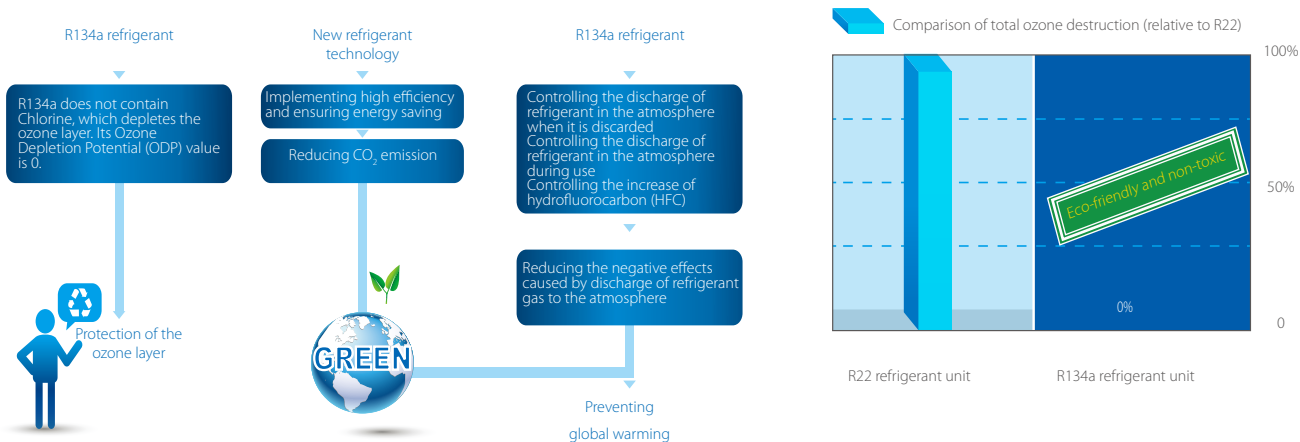 R134a refrigerant
R134a does not contain
Chlorine, which depletes the
ozone layer. Its Ozone
Depletion Potential (ODP) value
is 0.
Protection of the
ozone layer
New refrigerant
technology
Implementing high efficiency
and ensuring energy saving
Reducing CO₂ emission
GREEN
R134a refrigerant
Controlling the discharge of
refrigerant in the atmosphere
when it is discarded
Controlling the discharge of
refrigerant in the atmosphere
during use
Controlling the increase of
hydrofluorocarbon (HFC)
Reducing the negative effects
caused by discharge of refrigerant
gas to the atmosphere
Preventing
global warming
Comparison of total ozone destruction (relative to R22)
100%
50%
0
Eco-friendly and non-toxic
0%
R22 refrigerant unit
R134a refrigerant unit